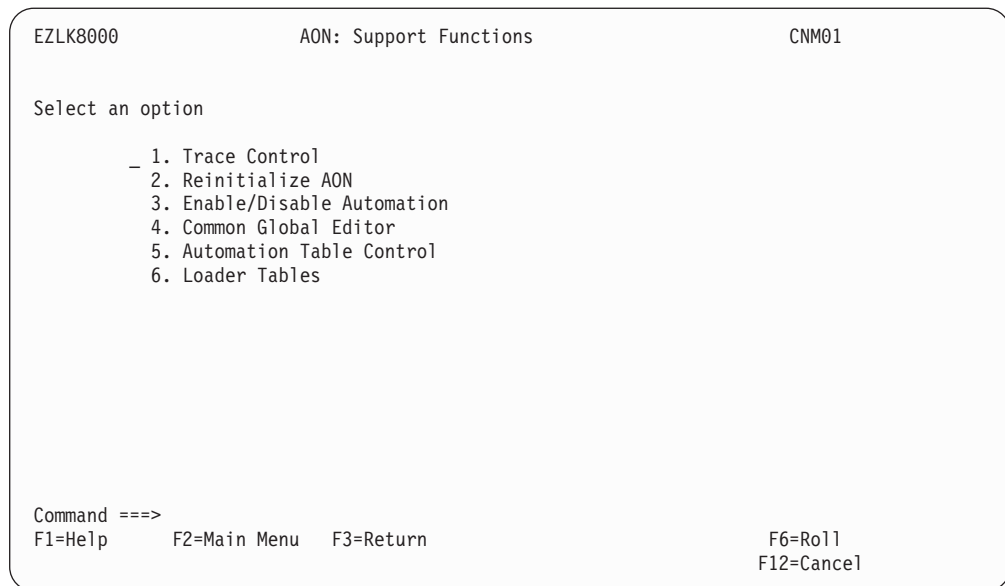 EZLK8000 AON: Support Functions CNM01
Select an option
_ 1. Trace Control
2. Reinitialize AON
3. Enable/Disable Automation
4. Common Global Editor
5. Automation Table Control
6. Loader Tables
Command ===>
F1=Help F2=Main Menu F3=Return F6=Roll
F12=Cancel